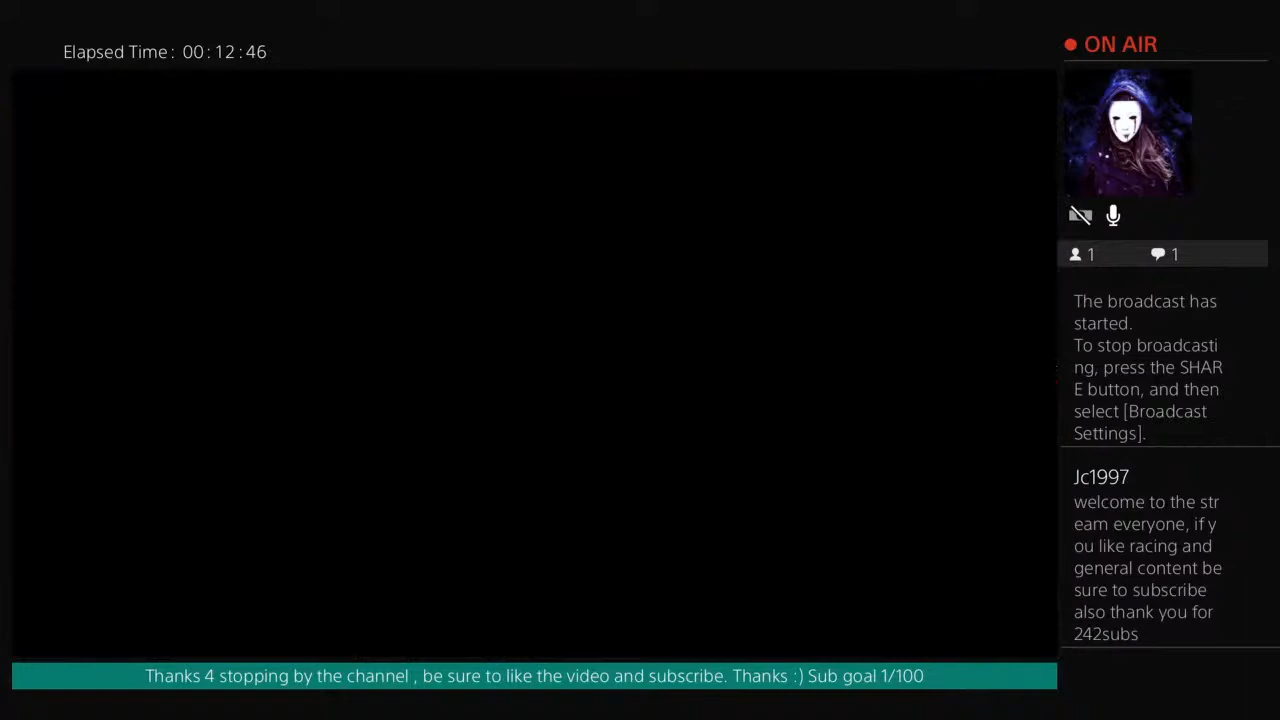 Elapsed Time: 00:12:46
ON AIR
1
1
The broadcast has
started.
To stop broadcasti
ng, press the SHAR
E button, and then
select [Broadcast
Settings].
Jc1997
welcome to the str
eam everyone, if y
ou like racing and
general content be
sure to subscribe
also thank you for
242subs
Thanks 4 stopping by the channel , be sure to like the video and subscribe. Thanks :) Sub goal 1/100